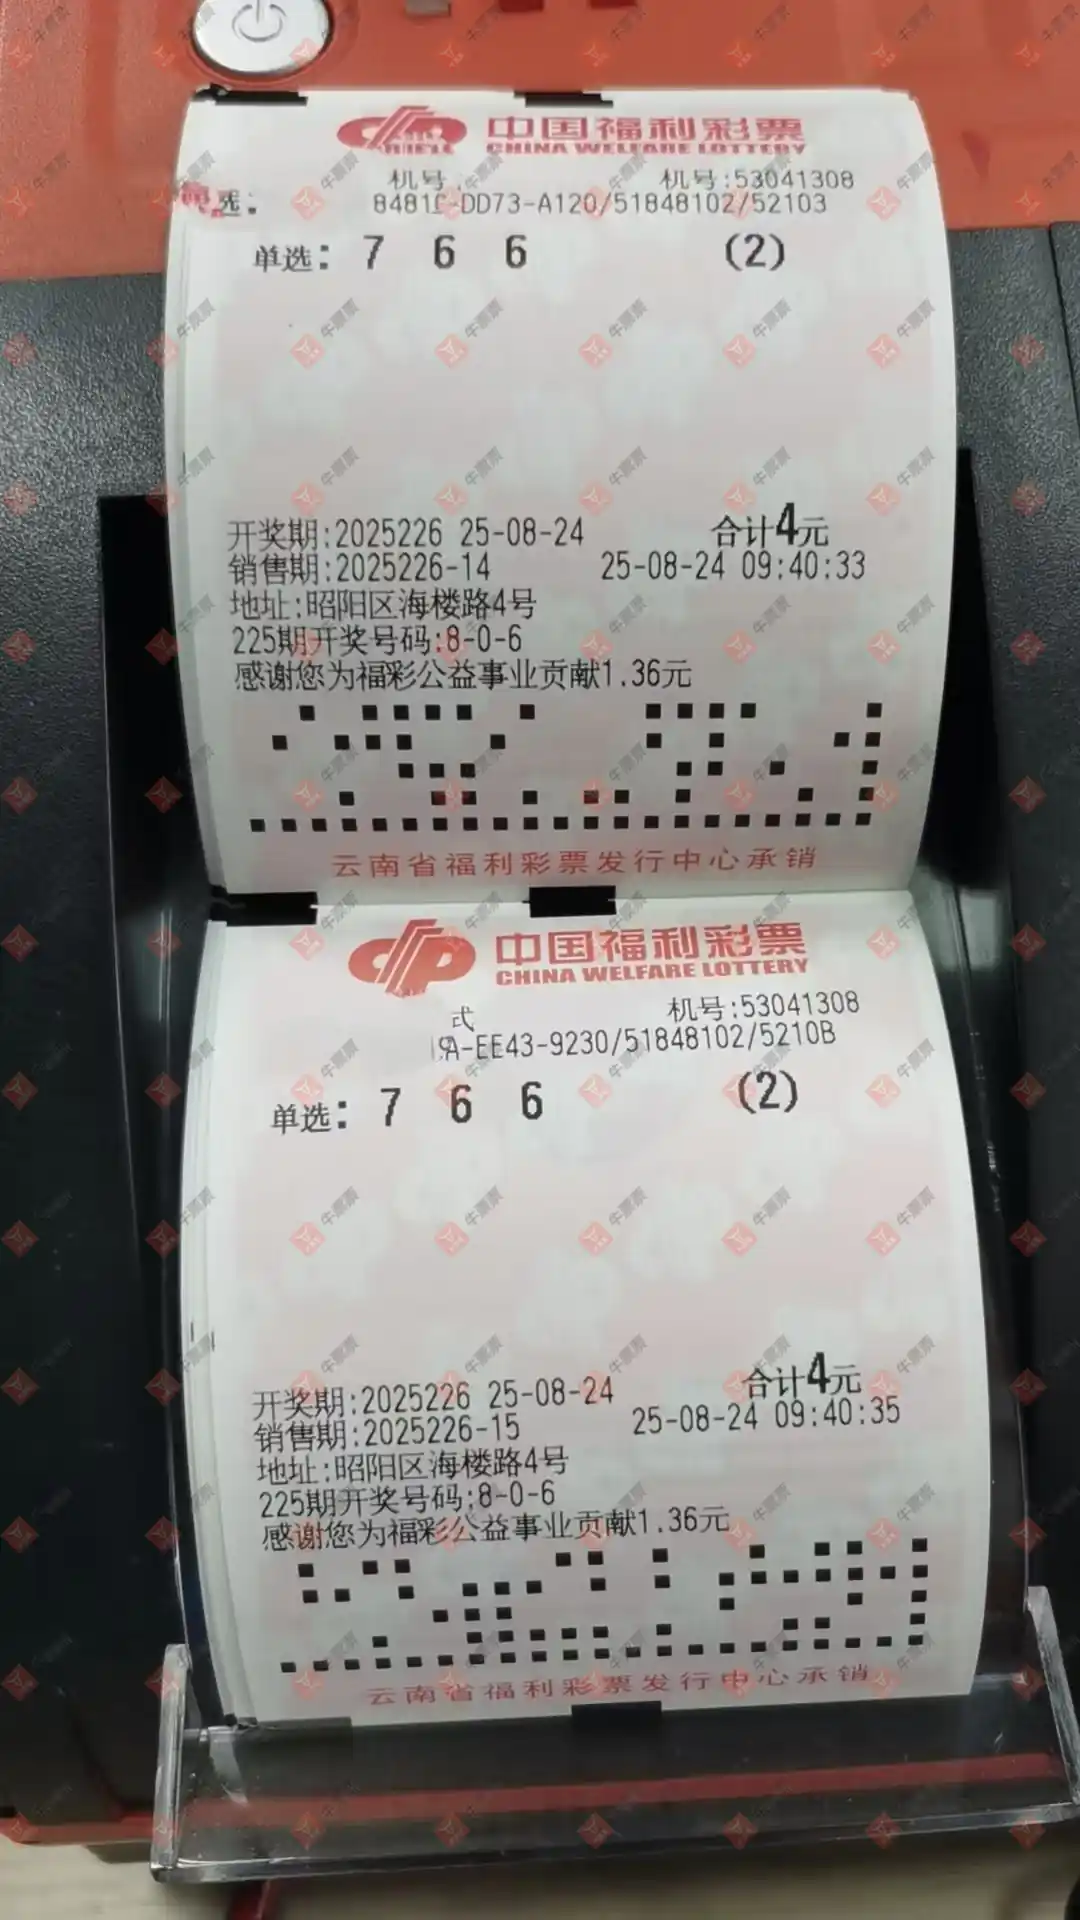 中国福利彩票
CHINA WELFARE LOTTERY
机号: 机号:53041308
DD73-A120/51848102/52103
单选: 7 6 6 (2)
开奖期:2025226 25-08-24 合计4元
销售期:2025226-14 25-08-24 09:40:33
地址:昭阳区海楼路4号
225期开奖号码:8-0-6
感谢您为福彩公益事业贡献1.36元
云南省福利彩票发行中心承销
中国福利彩票
CHINA WELFARE LOTTERY
式 机号:53041308
9A-EE43-9230/51848102/5210B
单选: 7 6 6 (2)
开奖期:2025226 25-08-24 合计4元
销售期:2025226-15 25-08-24 09:40:35
地址:昭阳区海楼路4号
225期开奖号码:8-0-6
感谢您为福彩公益事业贡献1.36元
云南省福利彩票发行中心承销
牛票票